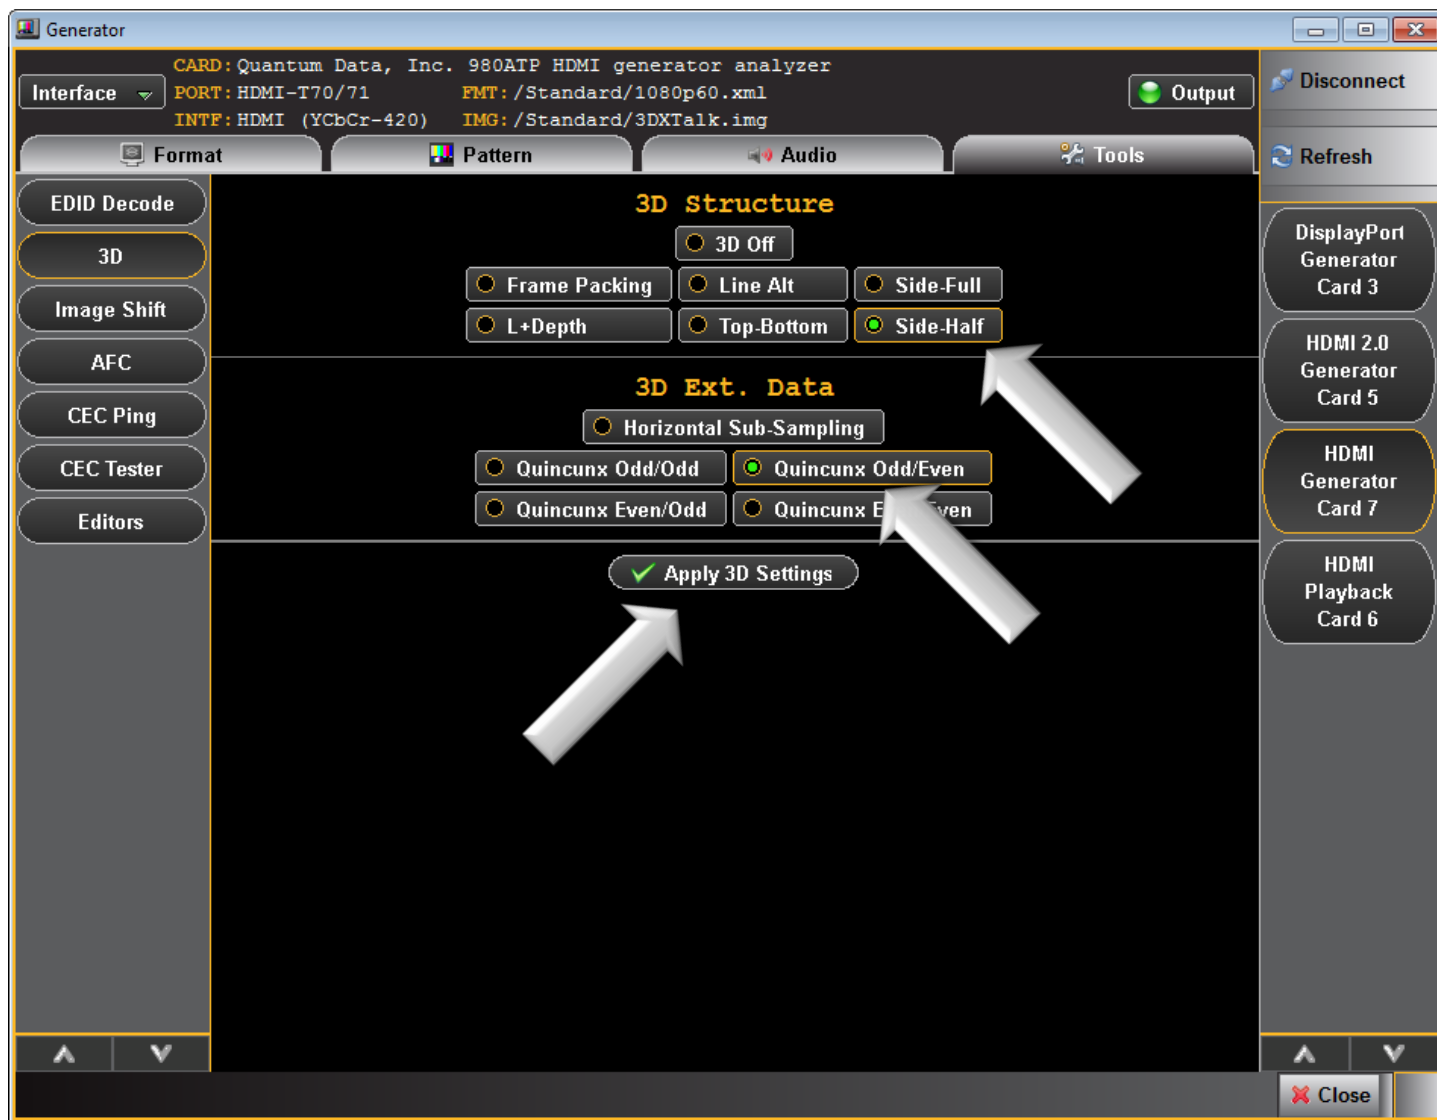 Generator
CARD: Quantum Data, Inc. 980ATP HDMI generator analyzer
Interface
PORT: HDMI-T70/71 FMT: /Standard/1080p60.xml
INTF: HDMI (YCbCr-420) IMG: /Standard/3DXTalk.img
Output
Disconnect
Refresh
Format Pattern Audio Tools
EDID Decode
3D
Image Shift
AFC
CEC Ping
CEC Tester
Editors
3D Structure
3D Off
Frame Packing Line Alt Side-Full
L+Depth Top-Bottom Side-Half
3D Ext. Data
Horizontal Sub-Sampling
Quincunx Odd/Odd Quincunx Odd/Even
Quincunx Even/Odd Quincunx E ven
Apply 3D Settings
DisplayPort
Generator
Card 3
HDMI 2.0
Generator
Card 5
HDMI
Generator
Card 7
HDMI
Playback
Card 6
Close